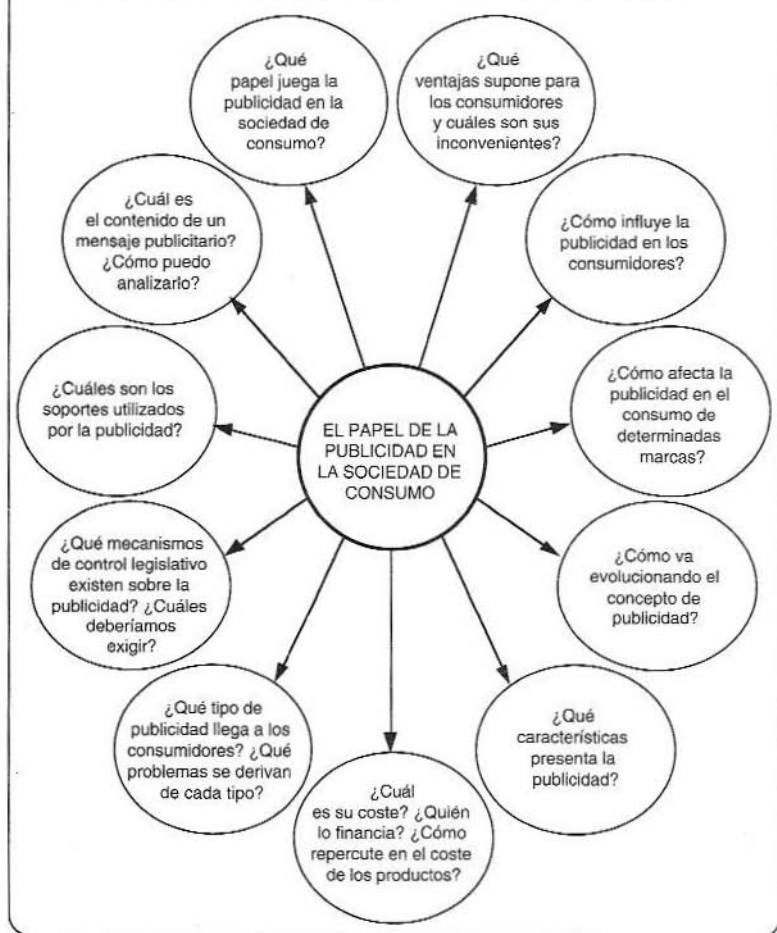 ¿Qué
papel juega la
publicidad en la
sociedad de
consumo?
¿Qué
ventajas supone para
los consumidores
y cuáles son sus
inconvenientes?
¿Cuál es
el contenido de un
mensaje publicitario?
¿Cómo puedo
analizarlo?
¿Cómo influye la
publicidad en los
consumidores?
¿Cuáles son los
soportes utilizados
por la publicidad?
EL PAPEL DE LA
PUBLICIDAD EN
LA SOCIEDAD DE
CONSUMO
¿Cómo afecta la
publicidad en el
consumo de
determinadas
marcas?
¿Qué mecanismos
de control legislativo
existen sobre la
publicidad? ¿Cuáles
deberíamos
exigir?
¿Cómo va
evolucionando el
concepto de
publicidad?
¿Qué tipo de
publicidad llega a los
consumidores? ¿Qué
problemas se derivan
de cada tipo?
¿Cuál
es su coste? ¿Quién
lo financia? ¿Cómo
repercute en el coste
de los productos?
¿Qué
características
presenta la
publicidad?